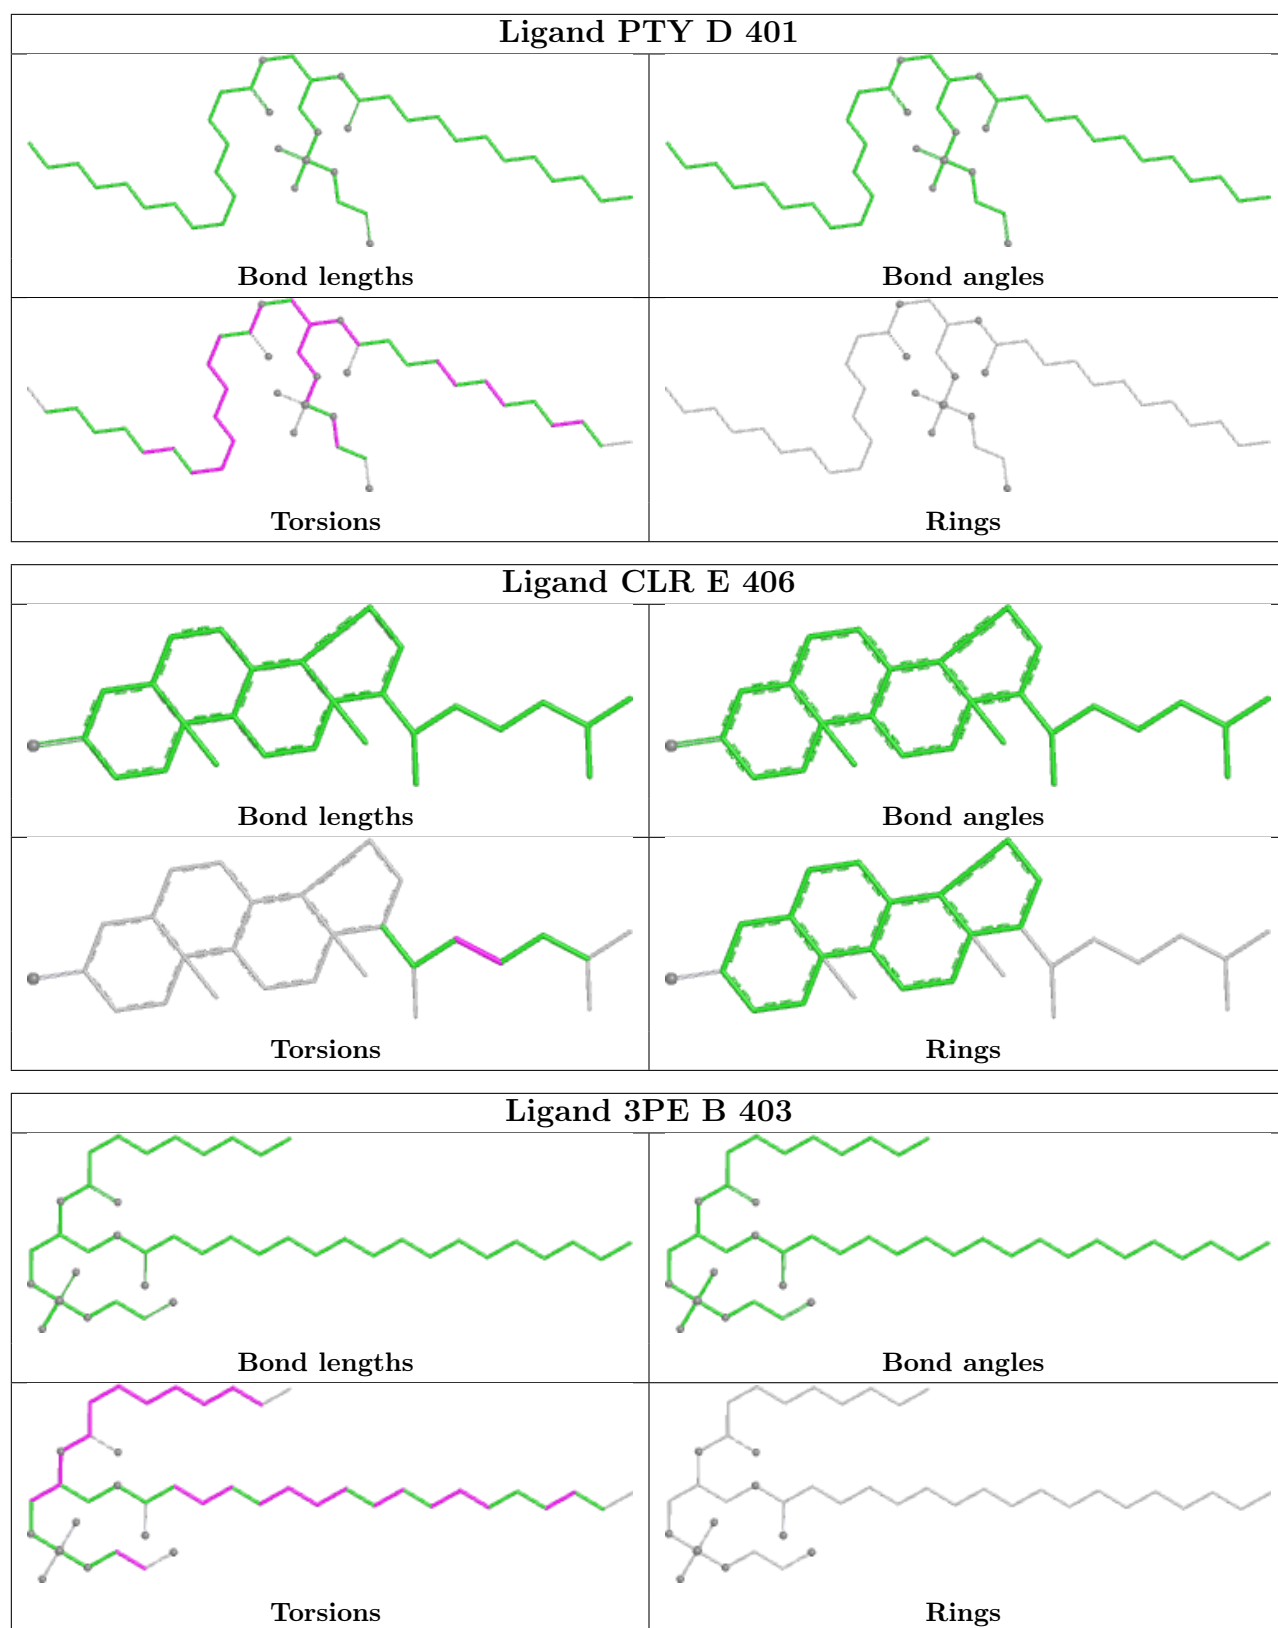 Ligand PTY D 401
Bond lengths
Bond angles
Torsions
Rings
Ligand CLR E 406
Bond lengths
Bond angles
Torsions
Rings
Ligand 3PE B 403
Bond lengths
Bond angles
Torsions
Rings